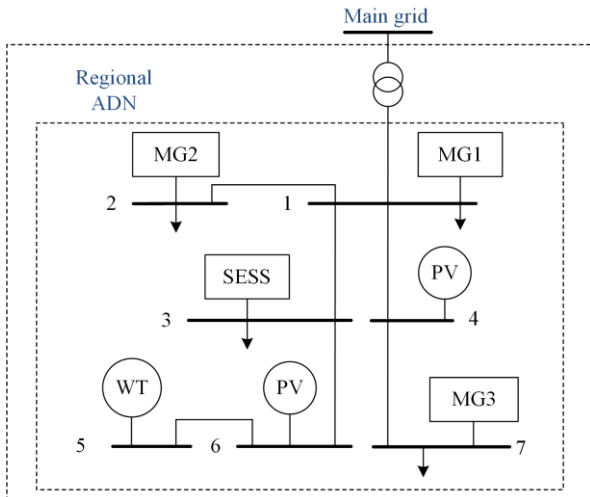 Main grid
Regional
ADN
MG2
MG1
2
1
SESS
PV
3
4
WT
PV
MG3
5
6
7